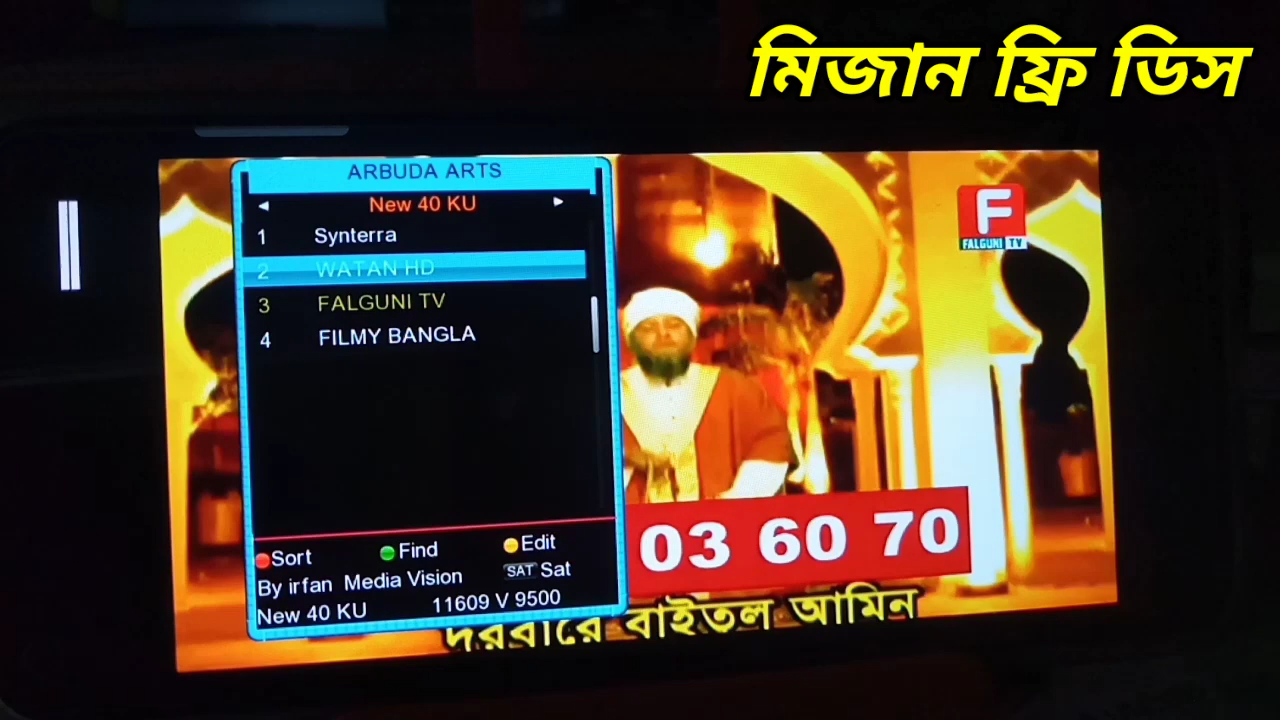 মিজান ফ্রি ডিস
ARBUDA ARTS
New 40 KU
1 Synterra
2 WATAN HD
3 FALGUNI TV
4 FILMY BANGLA
Sort Find Edit
By irfan Media Vision SAT Sat
New 40 KU 11609 V 9500
F
FALGUNI TV
03 60 70
দরবারে বাইতল আমিন